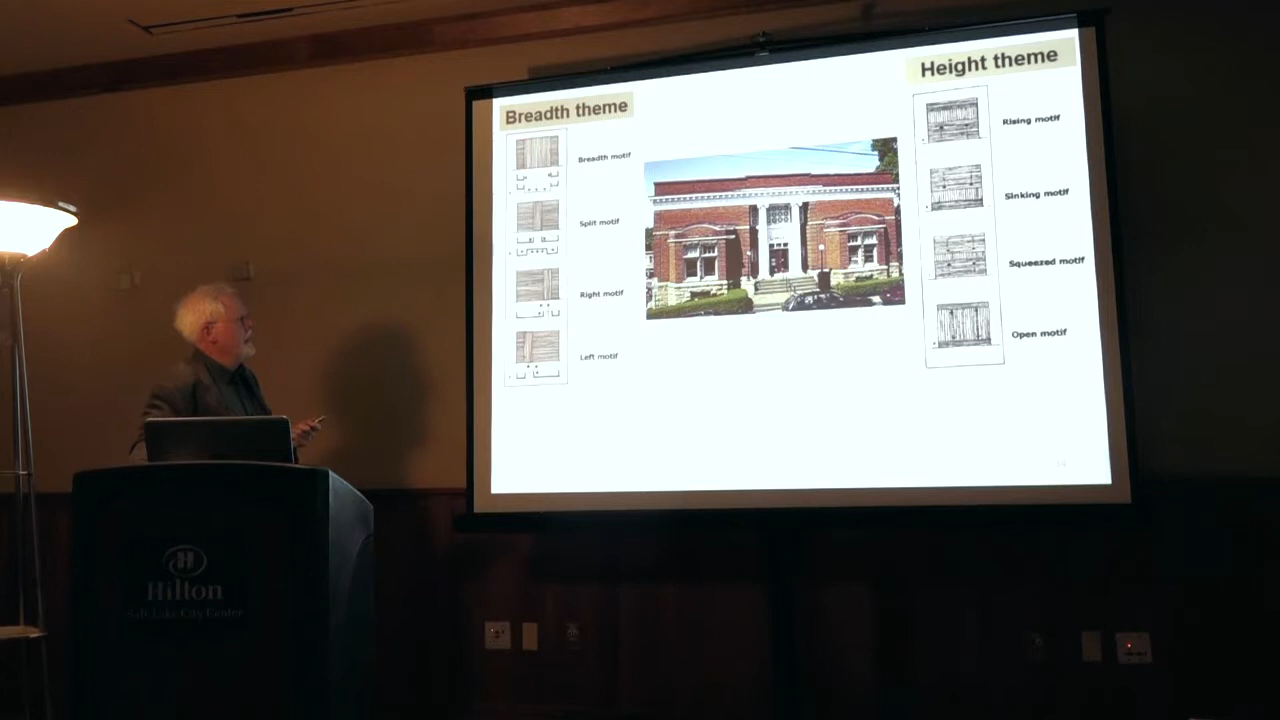 Breadth theme
Breadth motif
Split motif
Right motif
Left motif
Height theme
Rising motif
Sinking motif
Squeezed motif
Open motif
14
H
Hilton
Salt Lake City Center